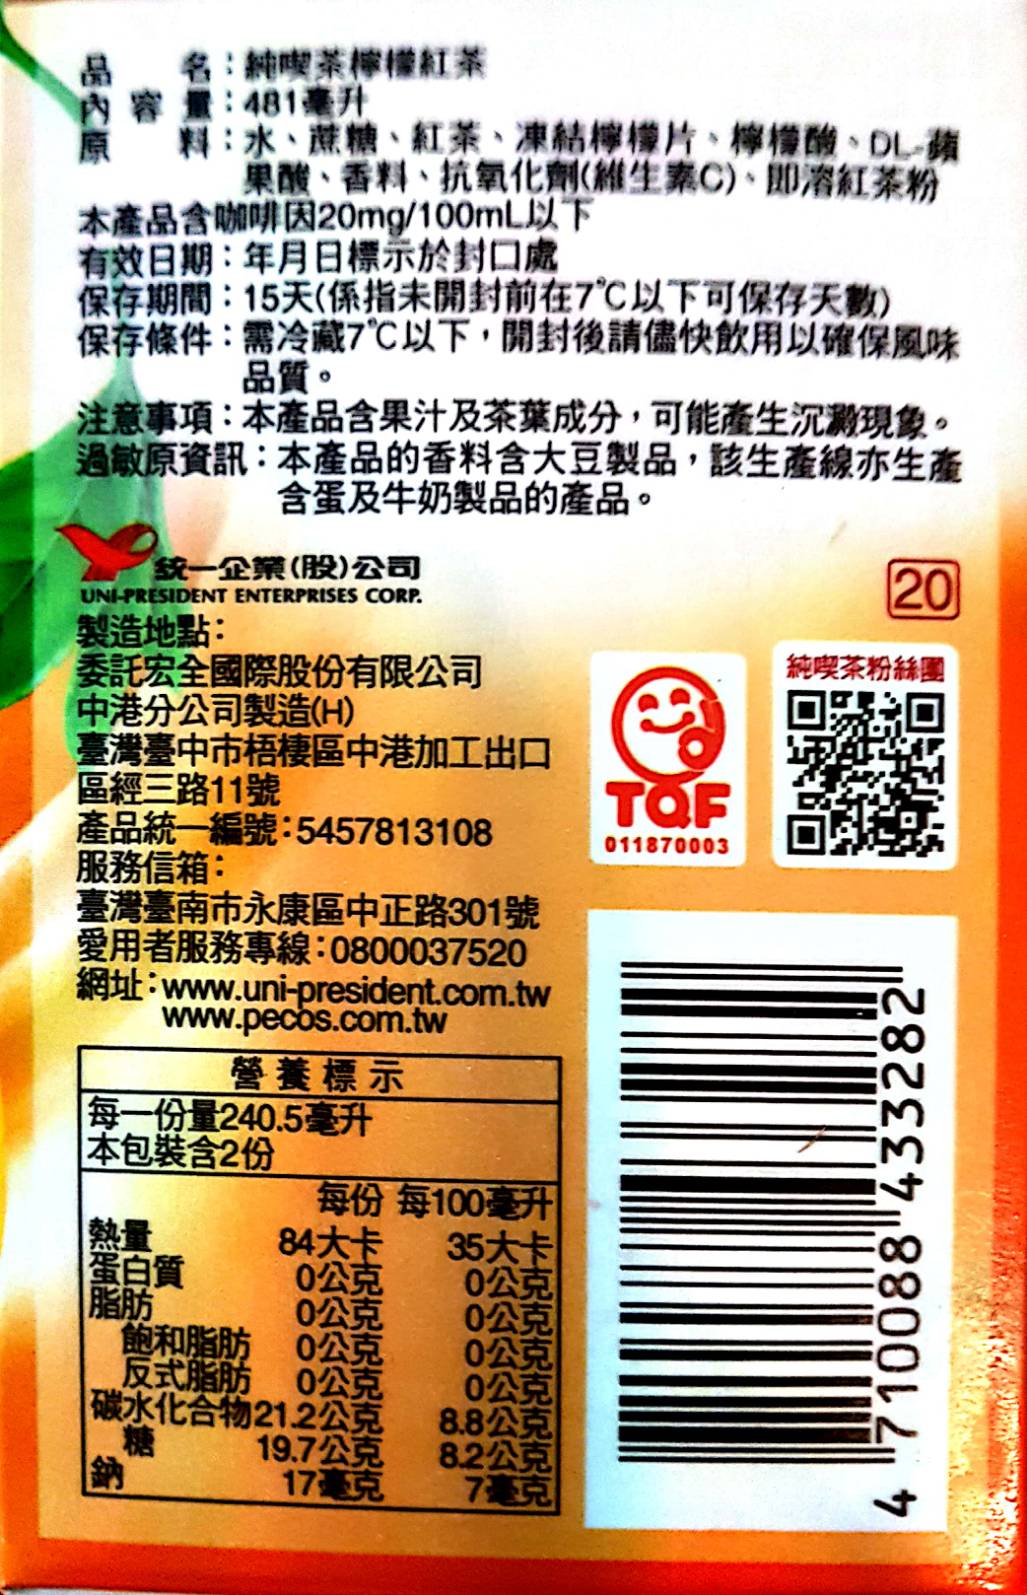 品名：純喫茶檸檬紅茶
內容量：481毫升
原料：水、蔗糖、紅茶、凍結檸檬片、檸檬酸、DL-蘋
果酸、香料、抗氧化劑(維生素C)、即溶紅茶粉
本產品含咖啡因20mg/100mL以下
有效日期：年月日標示於封口處
保存期間：15天(係指未開封前在7℃以下可保存天數)
保存條件：需冷藏7℃以下，開封後請儘快飲用以確保風味
品質。
注意事項：本產品含果汁及茶葉成分，可能產生沉澱現象。
過敏原資訊：本產品的香料含大豆製品，該生產線亦生產
含蛋及牛奶製品的產品。
統一企業(股)公司
UNI-PRESIDENT ENTERPRISES CORP.
20
製造地點：
委託宏全國際股份有限公司
中港分公司製造(H)
臺灣臺中市梧棲區中港加工出口
區經三路11號
產品統一編號：5457813108
服務信箱：
臺灣臺南市永康區中正路301號
愛用者服務專線：0800037520
網址：www.uni-president.com.tw
www.pecos.com.tw
TQF
011870003
純喫茶粉絲團
營養標示
每一份量240.5毫升
本包裝含2份
每份 每100毫升
熱量 84大卡 35大卡
蛋白質 0公克 0公克
脂肪 0公克 0公克
飽和脂肪 0公克 0公克
反式脂肪 0公克 0公克
碳水化合物 21.2公克 8.8公克
糖 19.7公克 8.2公克
鈉 17毫克 7毫克
4 710088 433282